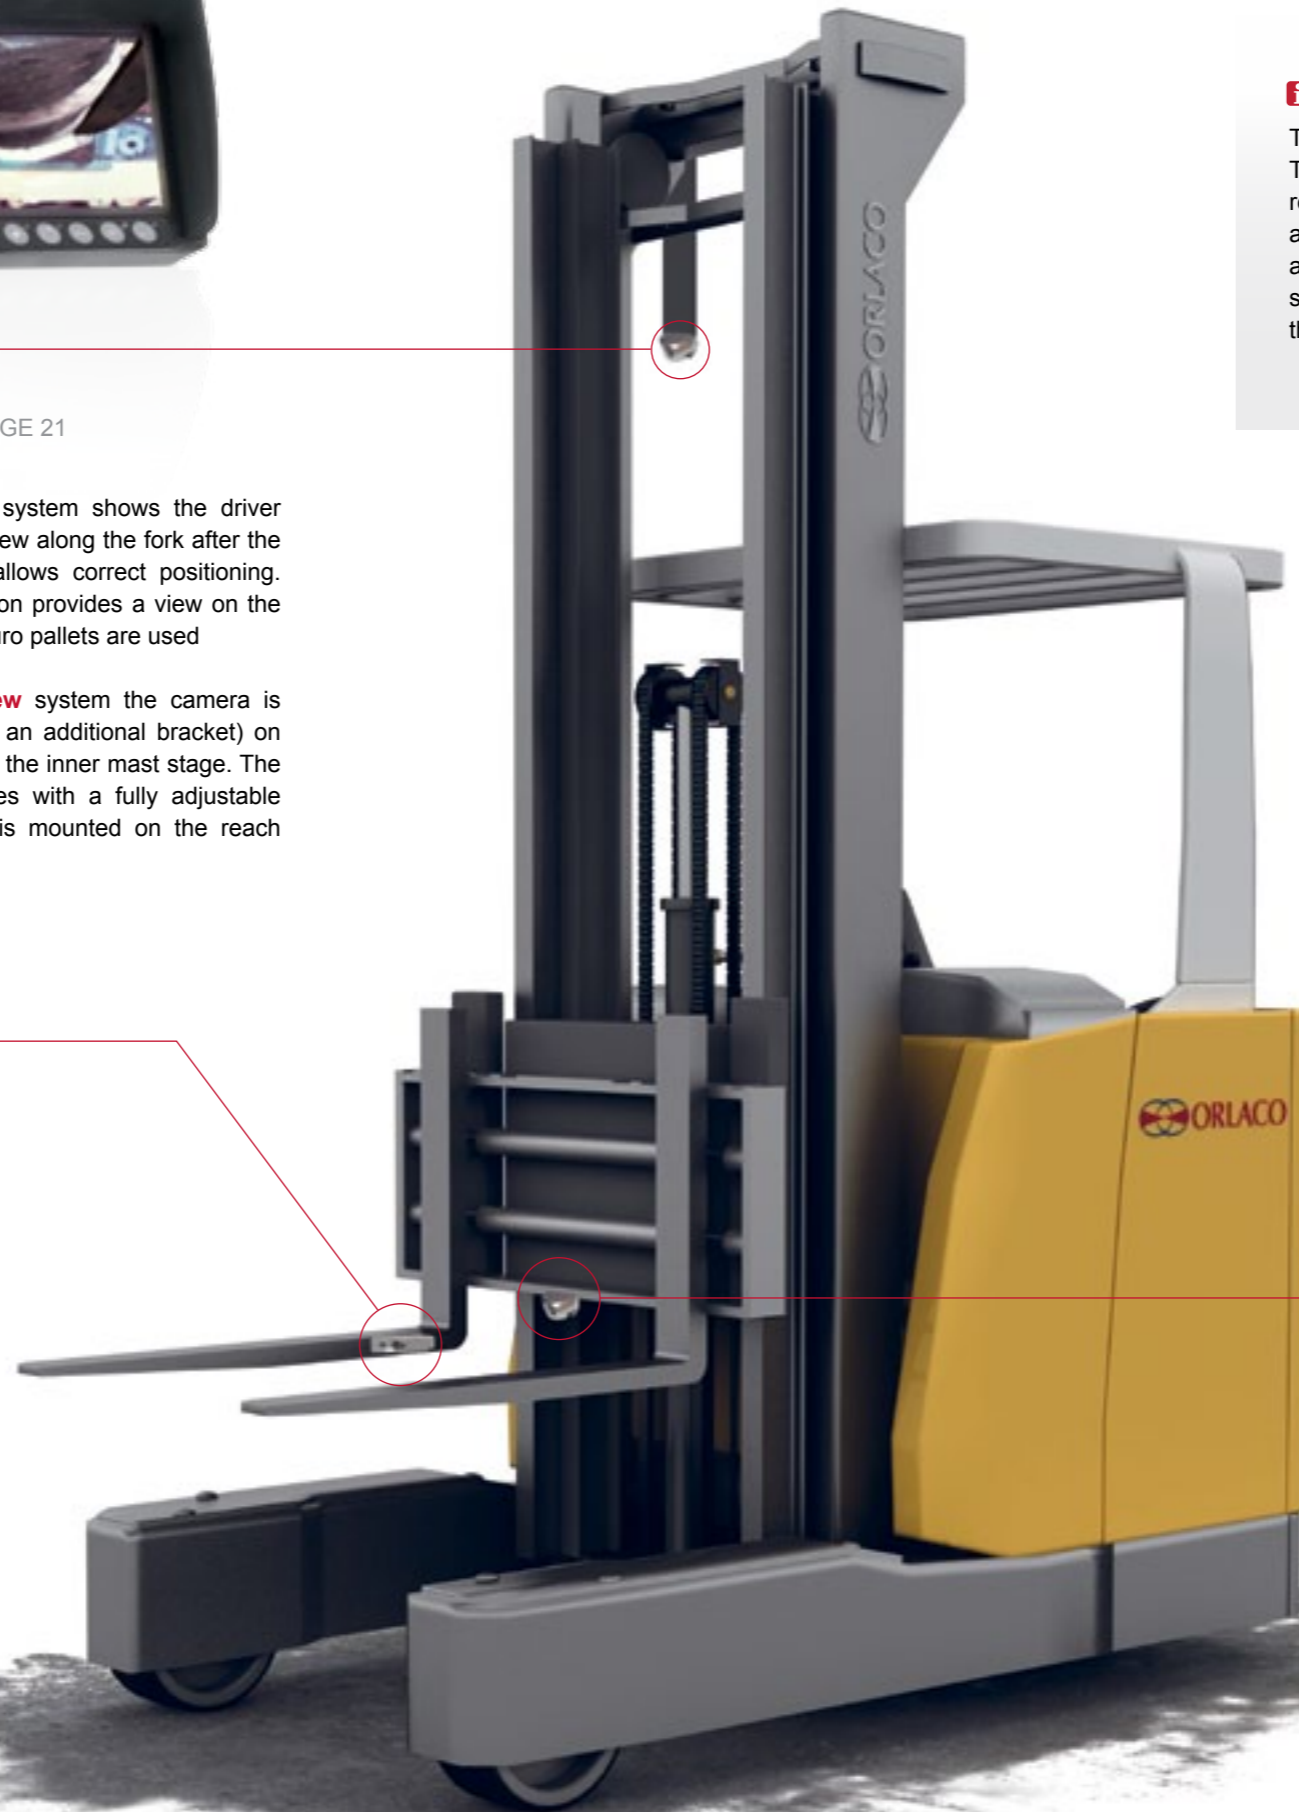 GE 21
system shows the driver
ew along the fork after the
allows correct positioning.
on provides a view on the
uro pallets are used
ew system the camera is
an additional bracket) on
the inner mast stage. The
es with a fully adjustable
is mounted on the reach
ORLACO
ORLACO
i
T
T
r
a
a
s
th